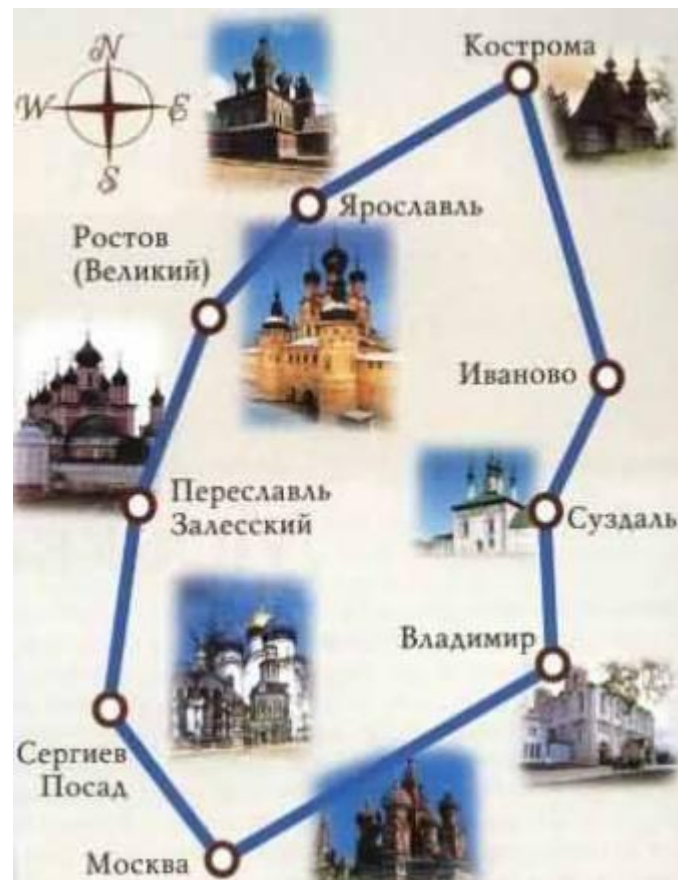 N
W E
S
Кострома
Ярославль
Ростов
(Великий)
Иваново
Переславль
Залесский
Суздаль
Владимир
Сергиев
Посад
Москва